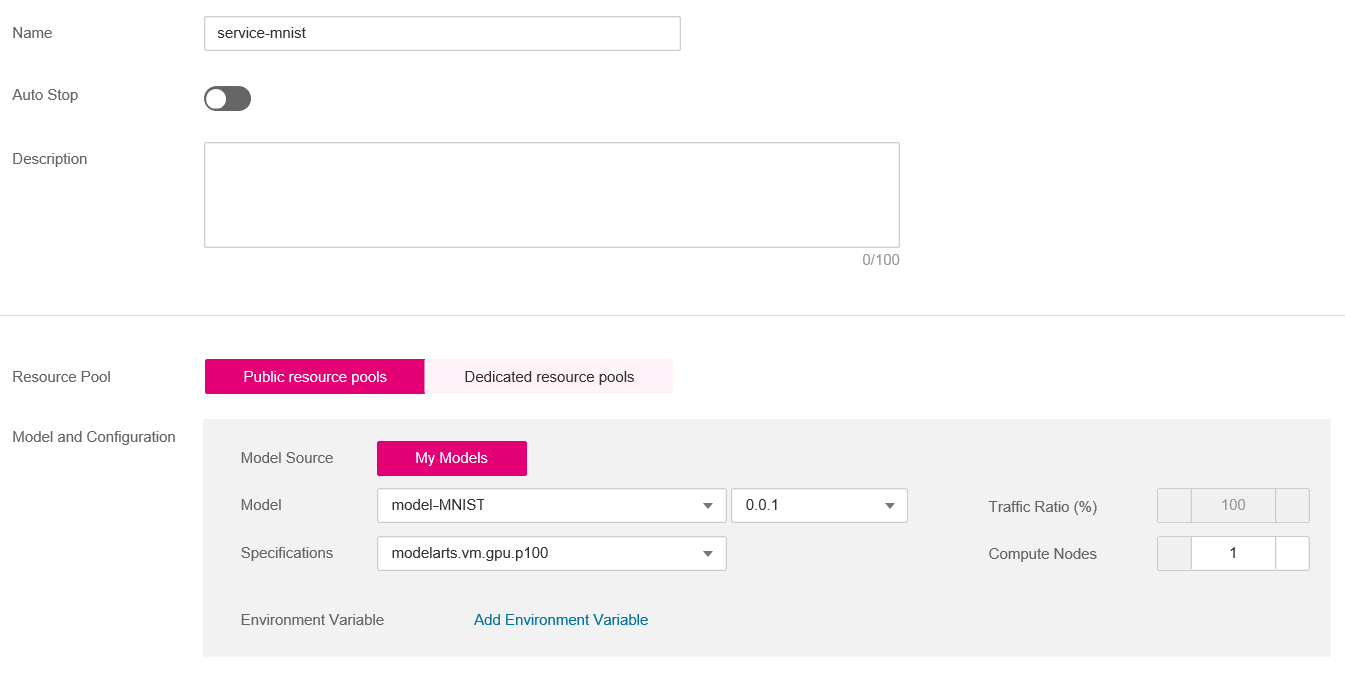 Name service-mnist
Auto Stop
Description
0/100
Resource Pool Public resource pools Dedicated resource pools
Model and Configuration
Model Source My Models
Model model-MNIST 0.0.1 Traffic Ratio (%) 100
Specifications modelarts.vm.gpu.p100 Compute Nodes 1
Environment Variable Add Environment Variable